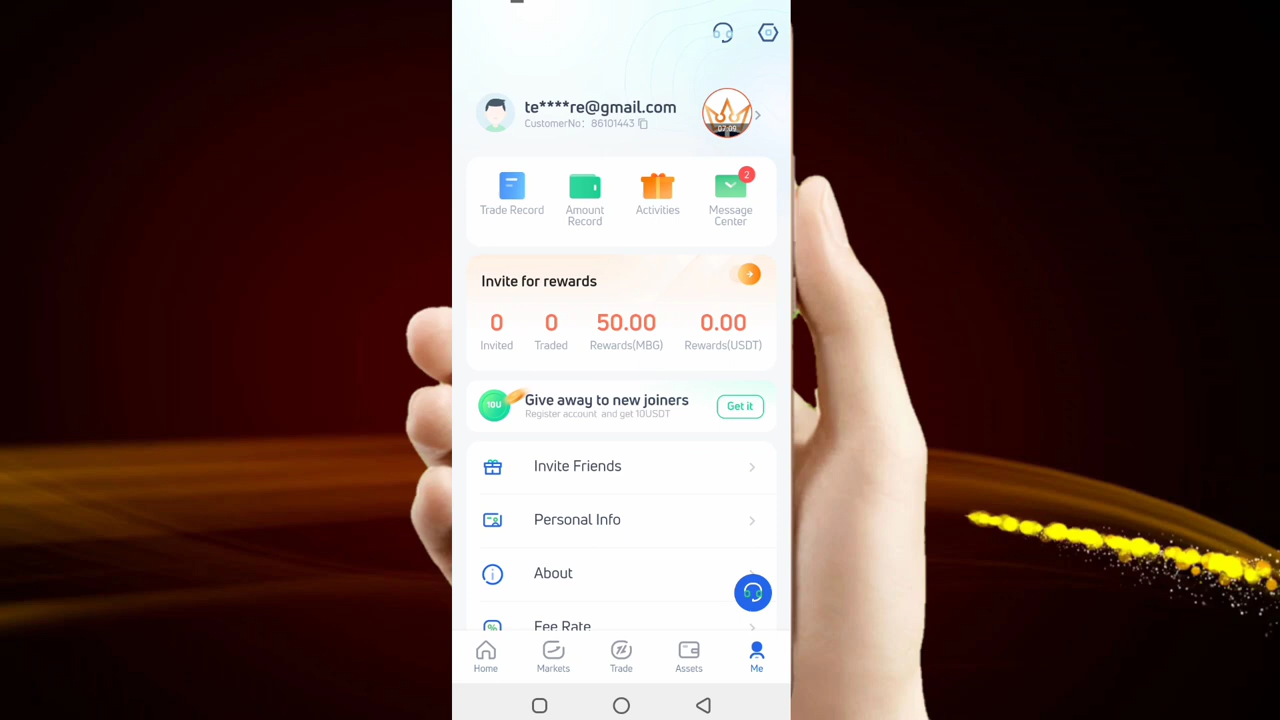 te****re@gmail.com
CustomerNo: 86101443
07:09
2
Trade Record
Amount
Record
Activities
Message
Center
Invite for rewards
0
0
50.00
0.00
Invited
Traded
Rewards(MBG)
Rewards(USDT)
10U
Give away to new joiners
Register account and get 10USDT
Get it
Invite Friends
Personal Info
About
Fee Rate
Home
Markets
Trade
Assets
Me